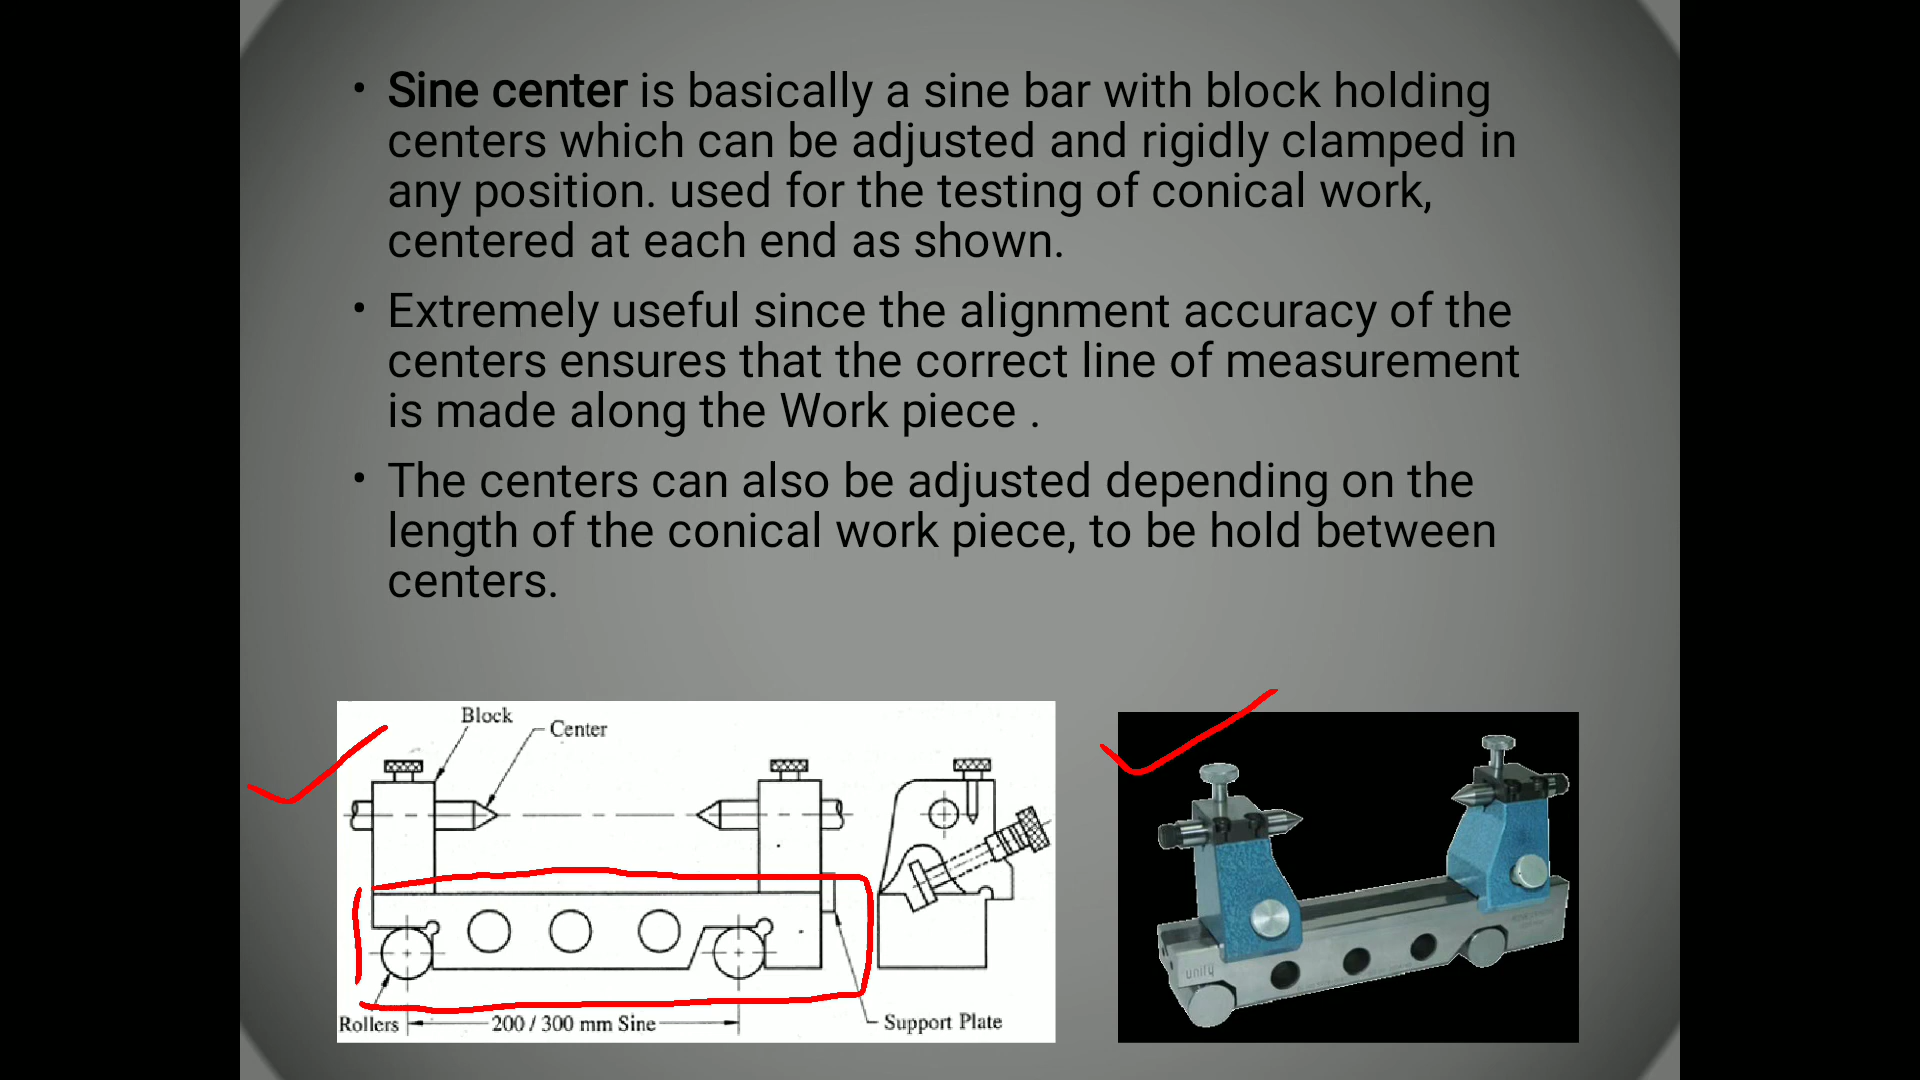 • Sine center is basically a sine bar with block holding
centers which can be adjusted and rigidly clamped in
any position. used for the testing of conical work,
centered at each end as shown.
• Extremely useful since the alignment accuracy of the
centers ensures that the correct line of measurement
is made along the Work piece .
• The centers can also be adjusted depending on the
length of the conical work piece, to be hold between
centers.
Block
Center
Rollers
200 / 300 mm Sine
Support Plate
unity